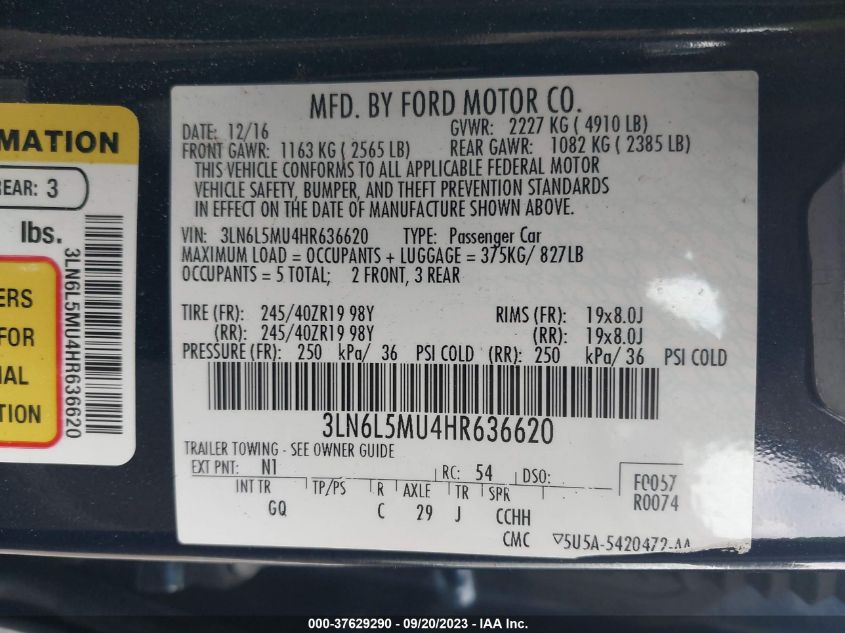 MATION
REAR: 3
lbs.
ERS
FOR
IAL
TION
3LN6L5MU4HR636620
MFD. BY FORD MOTOR CO.
DATE: 12/16 GVWR: 2227 KG ( 4910 LB)
FRONT GAWR: 1163 KG ( 2565 LB) REAR GAWR: 1082 KG ( 2385 LB)
THIS VEHICLE CONFORMS TO ALL APPLICABLE FEDERAL MOTOR
VEHICLE SAFETY, BUMPER, AND THEFT PREVENTION STANDARDS
IN EFFECT ON THE DATE OF MANUFACTURE SHOWN ABOVE.
VIN: 3LN6L5MU4HR636620 TYPE: Passenger Car
MAXIMUM LOAD = OCCUPANTS + LUGGAGE = 375KG/ 827LB
OCCUPANTS = 5 TOTAL; 2 FRONT, 3 REAR
TIRE (FR): 245/40ZR19 98Y RIMS (FR): 19x8.0J
(RR): 245/40ZR19 98Y (RR): 19x8.0J
PRESSURE (FR): 250 kPa/ 36 PSI COLD (RR): 250 kPa/ 36 PSI COLD
3LN6L5MU4HR636620
TRAILER TOWING - SEE OWNER GUIDE
EXT PNT: N1 RC: 54 DSO: F0057
INT TR TP/PS R AXLE TR SPR R0074
GQ C 29 J CCHH
CMC ▽5U5A-5420472-AA
000-37629290 - 09/20/2023 - IAA Inc.